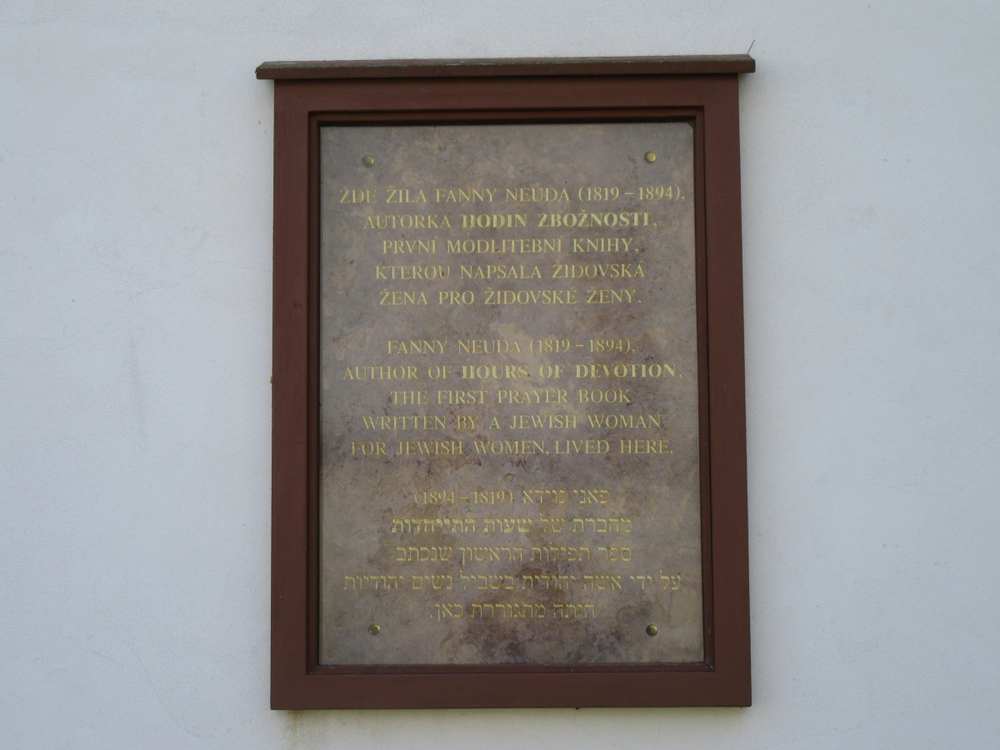 ZDE ŽILA FANNY NEUDA (1819 – 1894),
AUTORKA HODIN ZBOŽNOSTI,
PRVNÍ MODLITEBNÍ KNIHY,
KTEROU NAPSALA ŽIDOVSKÁ
ŽENA PRO ŽIDOVSKÉ ŽENY.
FANNY NEUDA (1819 – 1894),
AUTHOR OF HOURS OF DEVOTION,
THE FIRST PRAYER BOOK
WRITTEN BY A JEWISH WOMAN
FOR JEWISH WOMEN, LIVED HERE.
פאני נוידא (1819–1894)
מחברת של שעות התייחדות
ספר תפילות הראשון שנכתב
על ידי אשה יהודית בשביל נשים יהודיות
היתה מתגוררת כאן.